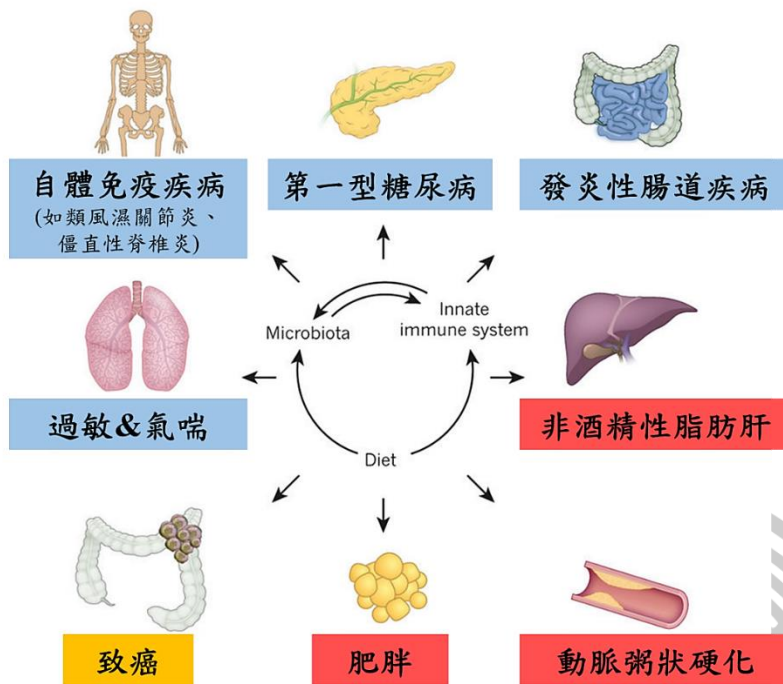 自體免疫疾病
(如類風濕關節炎、
僵直性脊椎炎)
第一型糖尿病
發炎性腸道疾病
Microbiota
Innate
immune system
過敏&氣喘
非酒精性脂肪肝
Diet
致癌
肥胖
動脈粥狀硬化